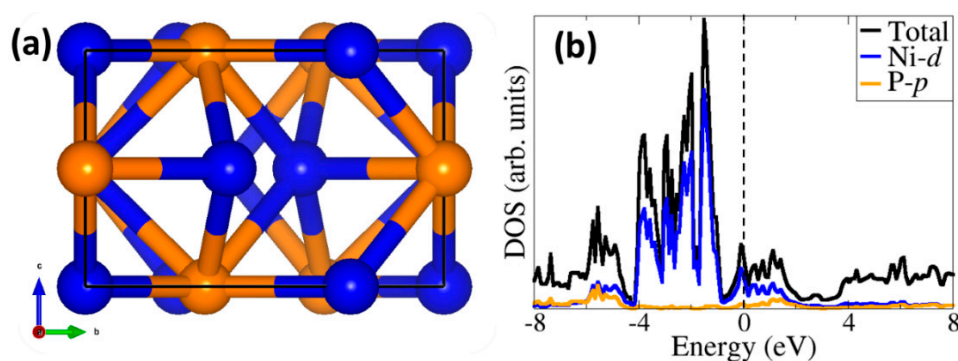 (a)
c
b
(b)
Total
Ni-d
P-p
DOS (arb. units)
-8
-4
0
4
8
Energy (eV)